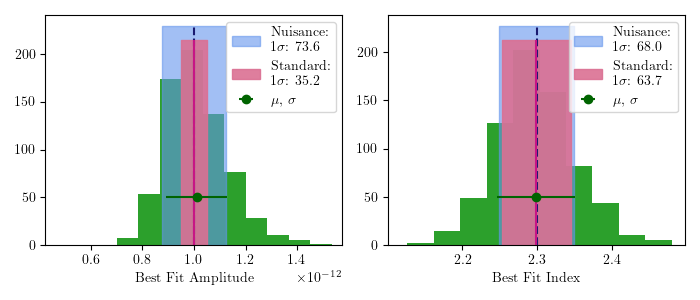 Nuisance:
1σ: 73.6
Standard:
1σ: 35.2
μ, σ
200
150
100
50
0
0.6 0.8 1.0 1.2 1.4
Best Fit Amplitude ×10⁻¹²
Nuisance:
1σ: 68.0
Standard:
1σ: 63.7
μ, σ
200
150
100
50
0
2.2 2.3 2.4
Best Fit Index